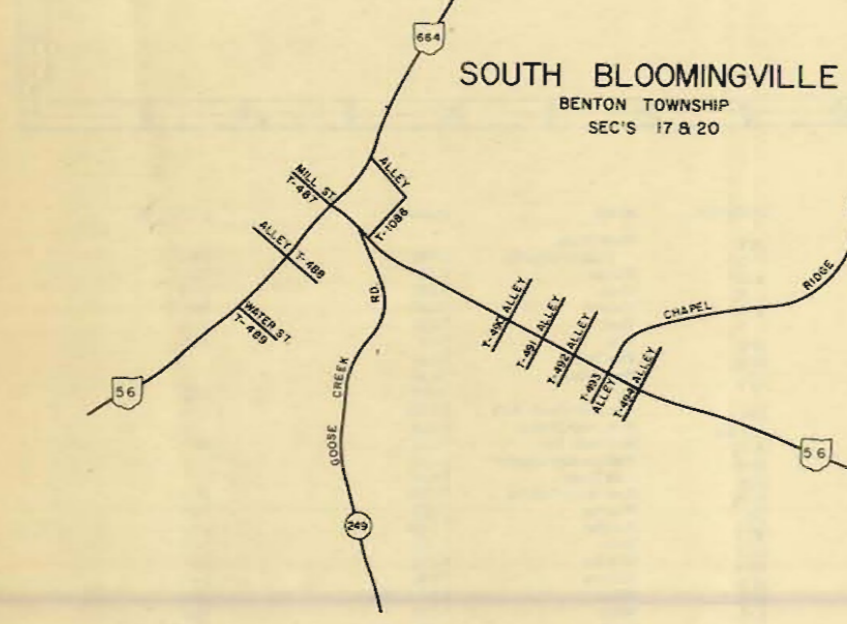 664
SOUTH BLOOMINGVILLE
BENTON TOWNSHIP
SEC'S 17 & 20
MILL ST.
T-487
ALLEY
T-1086
ALLEY T-488
WATER ST.
T-489
56
GOOSE CREEK RD.
249
T-490 ALLEY
T-491 ALLEY
T-492 ALLEY
T-493
ALLEY
T-494 ALLEY
CHAPEL RIDGE
56